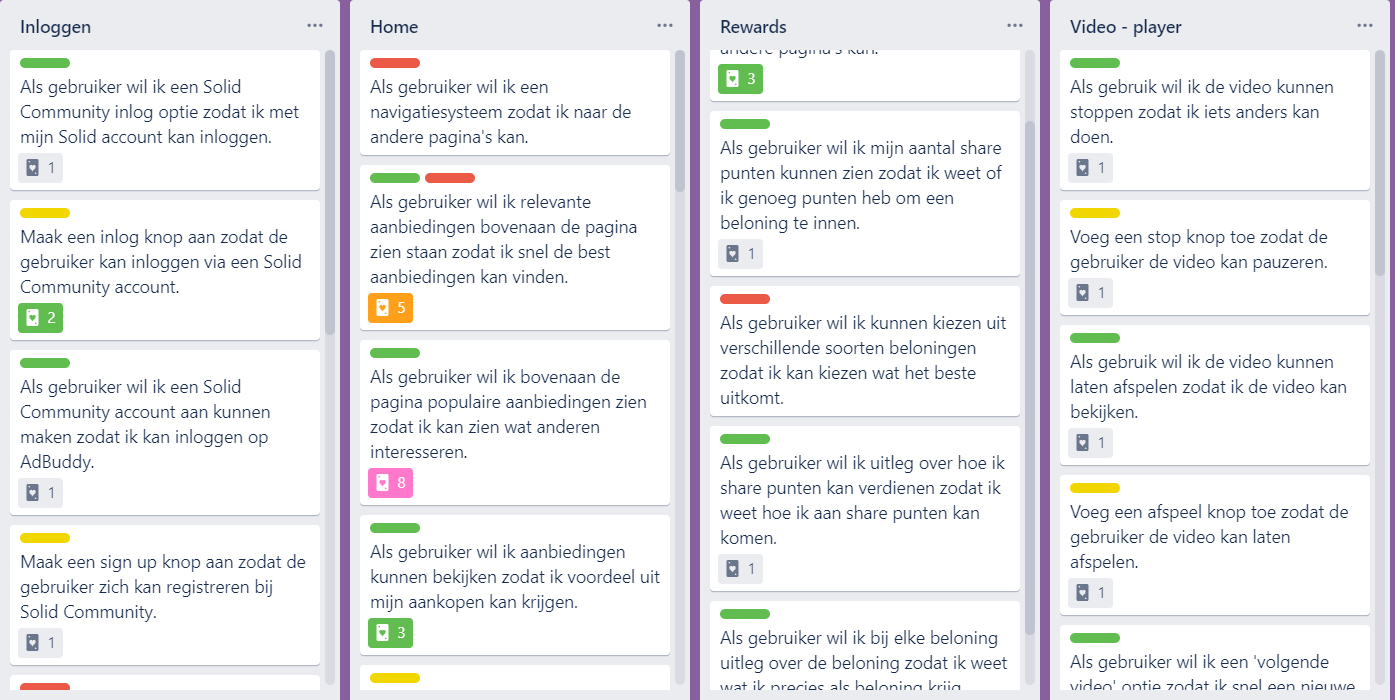 Inloggen
Als gebruiker wil ik een Solid
Community inlog optie zodat ik met
mijn Solid account kan inloggen.
1
Maak een inlog knop aan zodat de
gebruiker kan inloggen via een Solid
Community account.
2
Als gebruiker wil ik een Solid
Community account aan kunnen
maken zodat ik kan inloggen op
AdBuddy.
1
Maak een sign up knop aan zodat de
gebruiker zich kan registreren bij
Solid Community.
1
Home
Als gebruiker wil ik een
navigatiesysteem zodat ik naar de
andere pagina's kan.
Als gebruiker wil ik relevante
aanbiedingen bovenaan de pagina
zien staan zodat ik snel de best
aanbiedingen kan vinden.
5
Als gebruiker wil ik bovenaan de
pagina populaire aanbiedingen zien
zodat ik kan zien wat anderen
interesseren.
8
Als gebruiker wil ik aanbiedingen
kunnen bekijken zodat ik voordeel uit
mijn aankopen kan krijgen.
3
Rewards
andere pagina's kan.
3
Als gebruiker wil ik mijn aantal share
punten kunnen zien zodat ik weet of
ik genoeg punten heb om een
beloning te innen.
1
Als gebruiker wil ik kunnen kiezen uit
verschillende soorten beloningen
zodat ik kan kiezen wat het beste
uitkomt.
Als gebruiker wil ik uitleg over hoe ik
share punten kan verdienen zodat ik
weet hoe ik aan share punten kan
komen.
1
Als gebruiker wil ik bij elke beloning
uitleg over de beloning zodat ik weet
wat ik precies als beloning krijg
Video - player
Als gebruik wil ik de video kunnen
stoppen zodat ik iets anders kan
doen.
1
Voeg een stop knop toe zodat de
gebruiker de video kan pauzeren.
1
Als gebruik wil ik de video kunnen
laten afspelen zodat ik de video kan
bekijken.
1
Voeg een afspeel knop toe zodat de
gebruiker de video kan laten
afspelen.
1
Als gebruiker wil ik een 'volgende
video' optie zodat ik snel een nieuwe